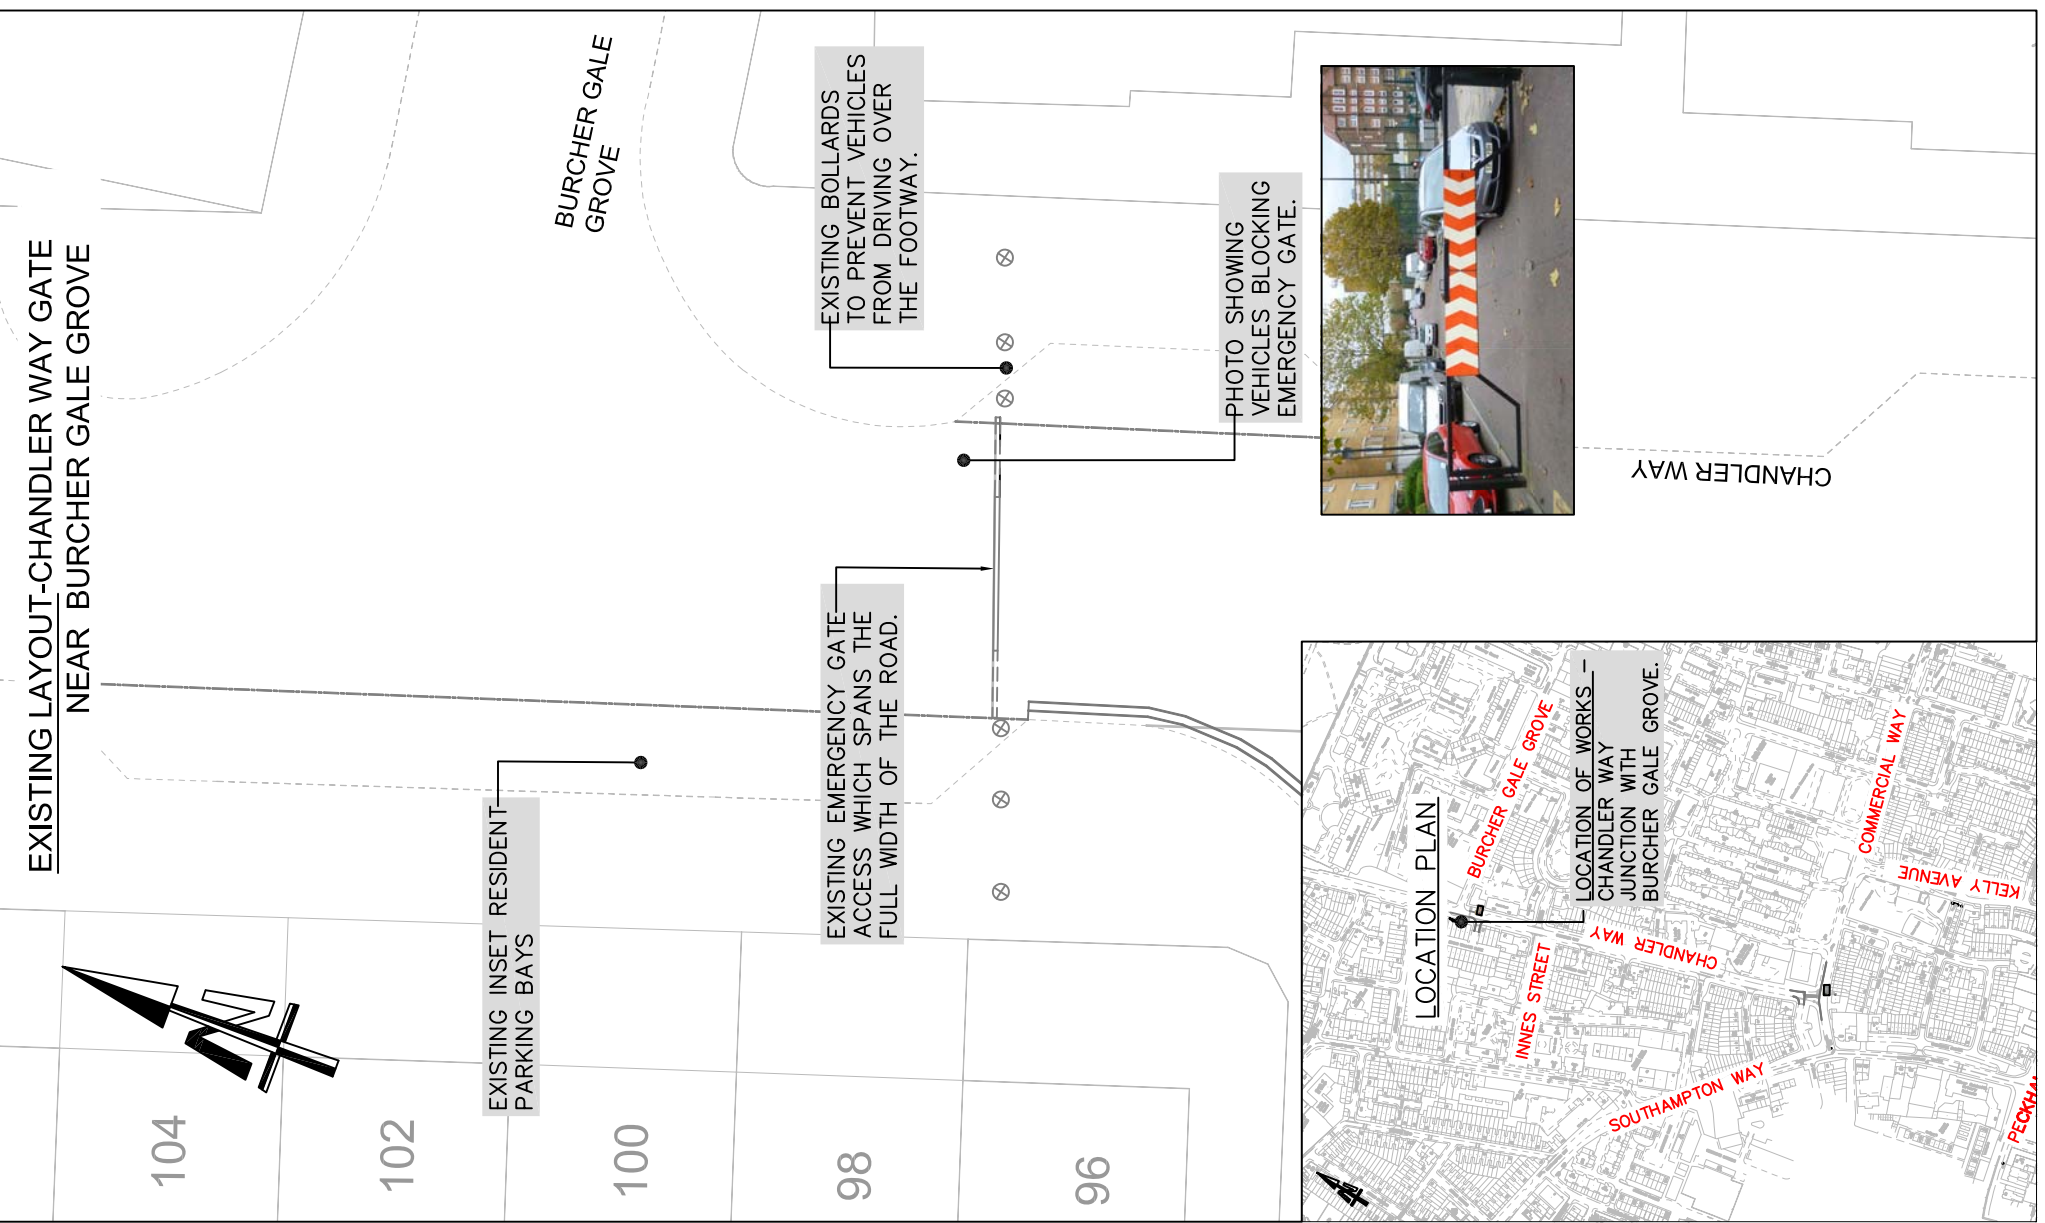 EXISTING LAYOUT-CHANDLER WAY GATE
NEAR BURCHER GALE GROVE
BURCHER GALE
GROVE
EXISTING BOLLARDS
TO PREVENT VEHICLES
FROM DRIVING OVER
THE FOOTWAY.
PHOTO SHOWING
VEHICLES BLOCKING
EMERGENCY GATE.
CHANDLER WAY
EXISTING EMERGENCY GATE
ACCESS WHICH SPANS THE
FULL WIDTH OF THE ROAD.
EXISTING INSET RESIDENT
PARKING BAYS
N
104
102
100
98
96
LOCATION PLAN
BURCHER GALE GROVE
LOCATION OF WORKS –
CHANDLER WAY
JUNCTION WITH
BURCHER GALE GROVE.
COMMERCIAL WAY
KELLY AVENUE
CHANDLER WAY
INNES STREET
SOUTHAMPTON WAY
PECKHA
N